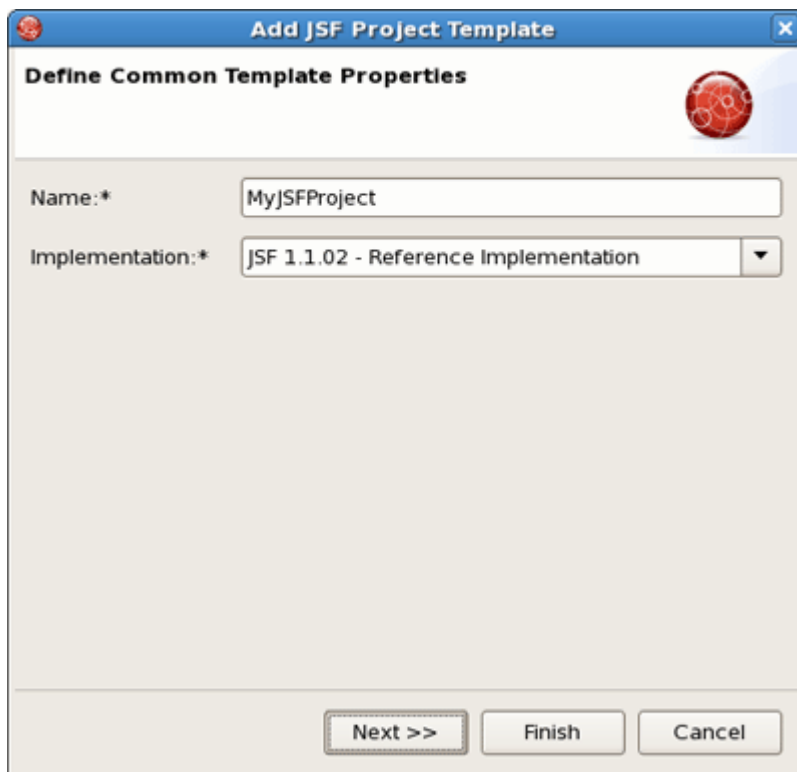 Add JSF Project Template
Define Common Template Properties
Name:* MyJSFProject
Implementation:* JSF 1.1.02 - Reference Implementation
Next >> Finish Cancel